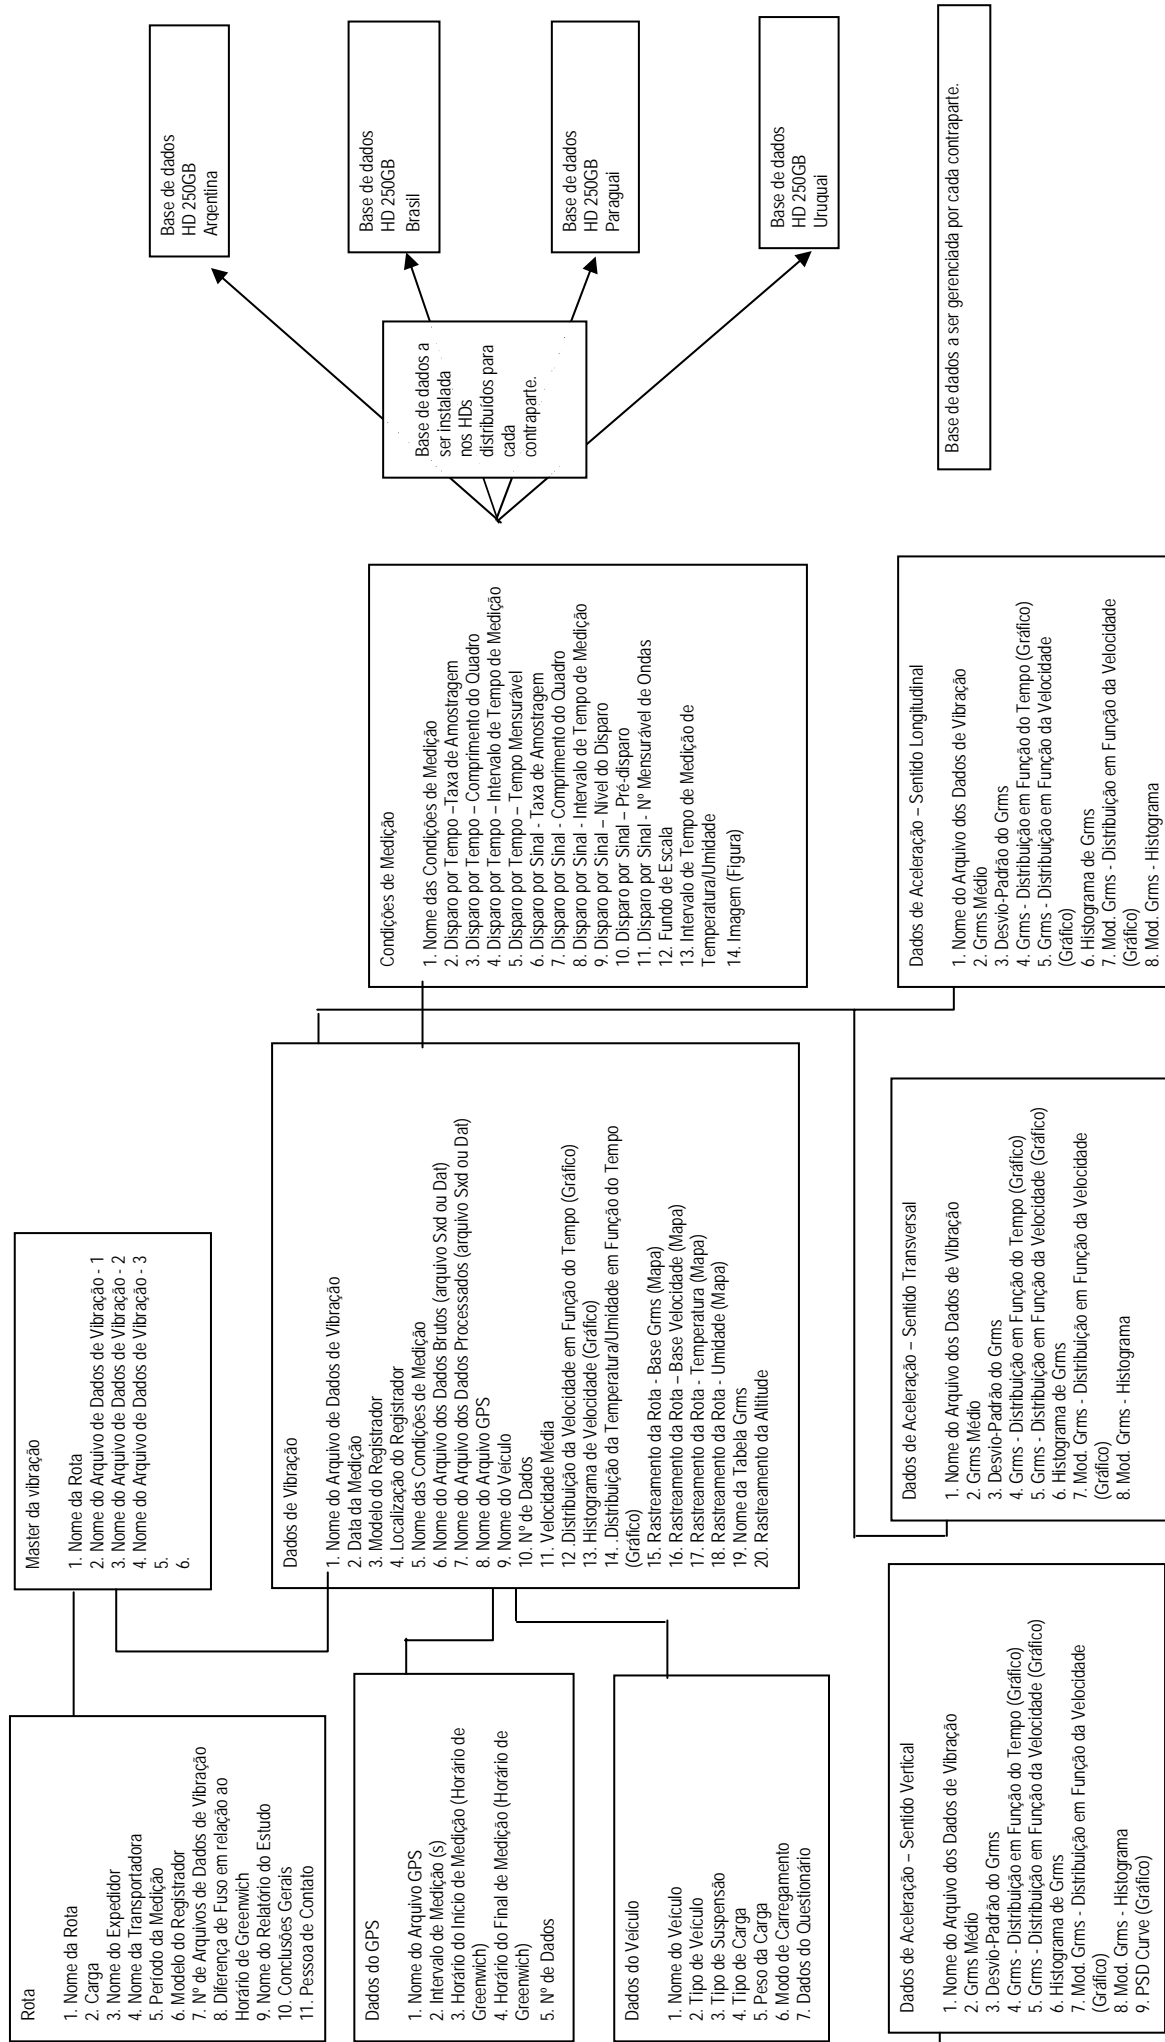 Rota
1. Nome da Rota
2. Carga
3. Nome do Expedidor
4. Nome da Transportadora
5. Período da Medição
6. Modelo do Registrador
7. Nº de Arquivos de Dados de Vibração
8. Diferença de Fuso em relação ao
Horário de Greenwich
9. Nome do Relatório do Estudo
10. Conclusões Gerais
11. Pessoa de Contato
Master da vibração
1. Nome da Rota
2. Nome do Arquivo de Dados de Vibração - 1
3. Nome do Arquivo de Dados de Vibração - 2
4. Nome do Arquivo de Dados de Vibração - 3
5.
6.
Dados do GPS
1. Nome do Arquivo GPS
2. Intervalo de Medição (s)
3. Horário do Início de Medição (Horário de
Greenwich)
4. Horário do Final de Medição (Horário de
Greenwich)
5. Nº de Dados
Dados do Veículo
1. Nome do Veículo
2. Tipo de Veículo
3. Tipo de Suspensão
4. Tipo de Carga
5. Peso da Carga
6. Modo de Carregamento
7. Dados do Questionário
Dados de Vibração
1. Nome do Arquivo de Dados de Vibração
2. Data da Medição
3. Modelo do Registrador
4. Localização do Registrador
5. Nome das Condições de Medição
6. Nome do Arquivo dos Dados Brutos (arquivo Sxd ou Dat)
7. Nome do Arquivo dos Dados Processados (arquivo Sxd ou Dat)
8. Nome do Arquivo GPS
9. Nome do Veículo
10. Nº de Dados
11. Velocidade Média
12. Distribuição da Velocidade em Função do Tempo (Gráfico)
13. Histograma de Velocidade (Gráfico)
14. .Distribuição da Temperatura/Umidade em Função do Tempo
(Gráfico)
15. Rastreamento da Rota - Base Grms (Mapa)
16. Rastreamento da Rota – Base Velocidade (Mapa)
17. Rastreamento da Rota - Temperatura (Mapa)
18. Rastreamento da Rota - Umidade (Mapa)
19. Nome da Tabela Grms
20. Rastreamento da Altitude
Condições de Medição
1. Nome das Condições de Medição
2. Disparo por Tempo –Taxa de Amostragem
3. Disparo por Tempo – Comprimento do Quadro
4. Disparo por Tempo – Intervalo de Tempo de Medição
5. Disparo por Tempo – Tempo Mensurável
6. Disparo por Sinal - Taxa de Amostragem
7. Disparo por Sinal - Comprimento do Quadro
8. Disparo por Sinal - Intervalo de Tempo de Medição
9. Disparo por Sinal – Nível do Disparo
10. Disparo por Sinal – Pré-disparo
11. Disparo por Sinal - Nº Mensurável de Ondas
12. Fundo de Escala
13. Intervalo de Tempo de Medição de
Temperatura/Umidade
14. Imagem (Figura)
Base de dados a
ser instalada
nos HDs
distribuídos para
cada
contraparte.
Base de dados
HD 250GB
Argentina
Base de dados
HD 250GB
Brasil
Base de dados
HD 250GB
Paraguai
Base de dados
HD 250GB
Uruguai
Base de dados a ser gerenciada por cada contraparte.
Dados de Aceleração – Sentido Vertical
1. Nome do Arquivo dos Dados de Vibração
2. Grms Médio
3. Desvio-Padrão do Grms
4. Grms - Distribuição em Função do Tempo (Gráfico)
5. Grms - Distribuição em Função da Velocidade (Gráfico)
6. Histograma de Grms
7. Mod. Grms - Distribuição em Função da Velocidade
(Gráfico)
8. Mod. Grms - Histograma
9. PSD Curve (Gráfico)
Dados de Aceleração – Sentido Transversal
1. Nome do Arquivo dos Dados de Vibração
2. Grms Médio
3. Desvio-Padrão do Grms
4. Grms - Distribuição em Função do Tempo (Gráfico)
5. Grms - Distribuição em Função da Velocidade (Gráfico)
6. Histograma de Grms
7. Mod. Grms - Distribuição em Função da Velocidade
(Gráfico)
8. Mod. Grms - Histograma
Dados de Aceleração – Sentido Longitudinal
1. Nome do Arquivo dos Dados de Vibração
2. Grms Médio
3. Desvio-Padrão do Grms
4. Grms - Distribuição em Função do Tempo (Gráfico)
5. Grms - Distribuição em Função da Velocidade
(Gráfico)
6. Histograma de Grms
7. Mod. Grms - Distribuição em Função da Velocidade
(Gráfico)
8. Mod. Grms - Histograma